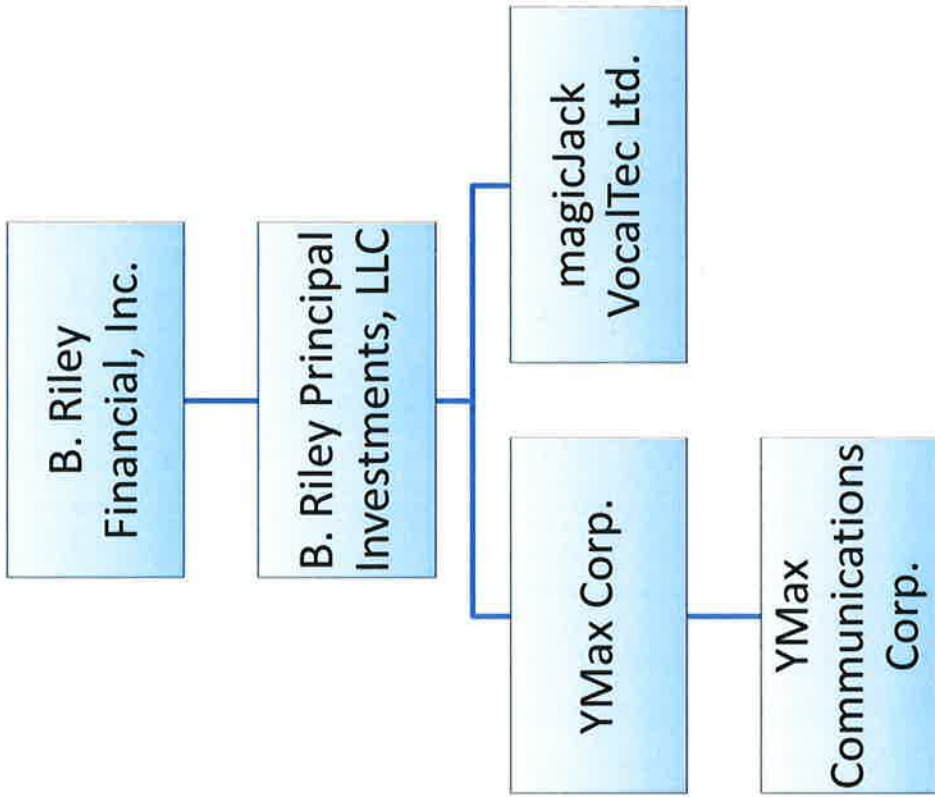 B. Riley
Financial, Inc.
B. Riley Principal
Investments, LLC
YMax Corp.
magicJack
VocalTec Ltd.
YMax
Communications
Corp.